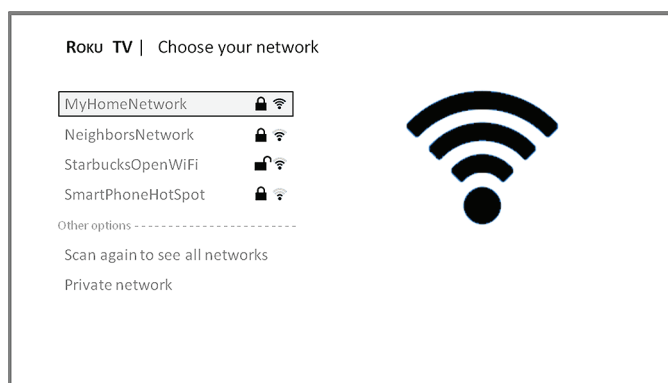 ROKU TV | Choose your network
MyHomeNetwork
NeighborsNetwork
StarbucksOpenWiFi
SmartPhoneHotSpot
Other options ------------------------
Scan again to see all networks
Private network